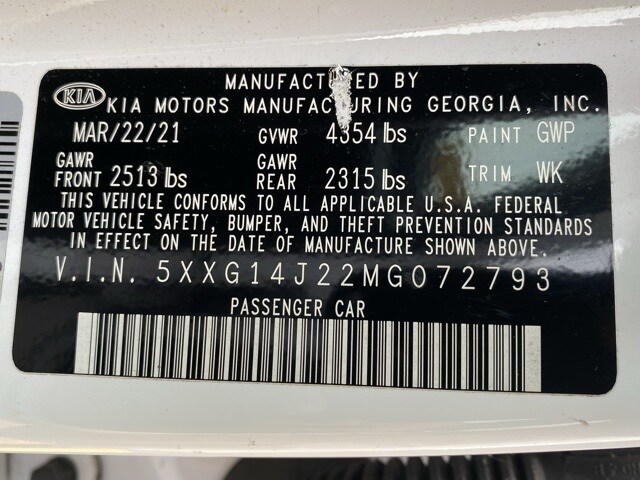 KIA
MANUFACTURED BY
KIA MOTORS MANUFACTURING GEORGIA, INC.
MAR/22/21 GVWR 4354 lbs PAINT GWP
GAWR FRONT 2513 lbs GAWR REAR 2315 lbs TRIM WK
THIS VEHICLE CONFORMS TO ALL APPLICABLE U.S.A. FEDERAL
MOTOR VEHICLE SAFETY, BUMPER, AND THEFT PREVENTION STANDARDS
IN EFFECT ON THE DATE OF MANUFACTURE SHOWN ABOVE.
V.I.N. 5XXG14J22MG072793
PASSENGER CAR